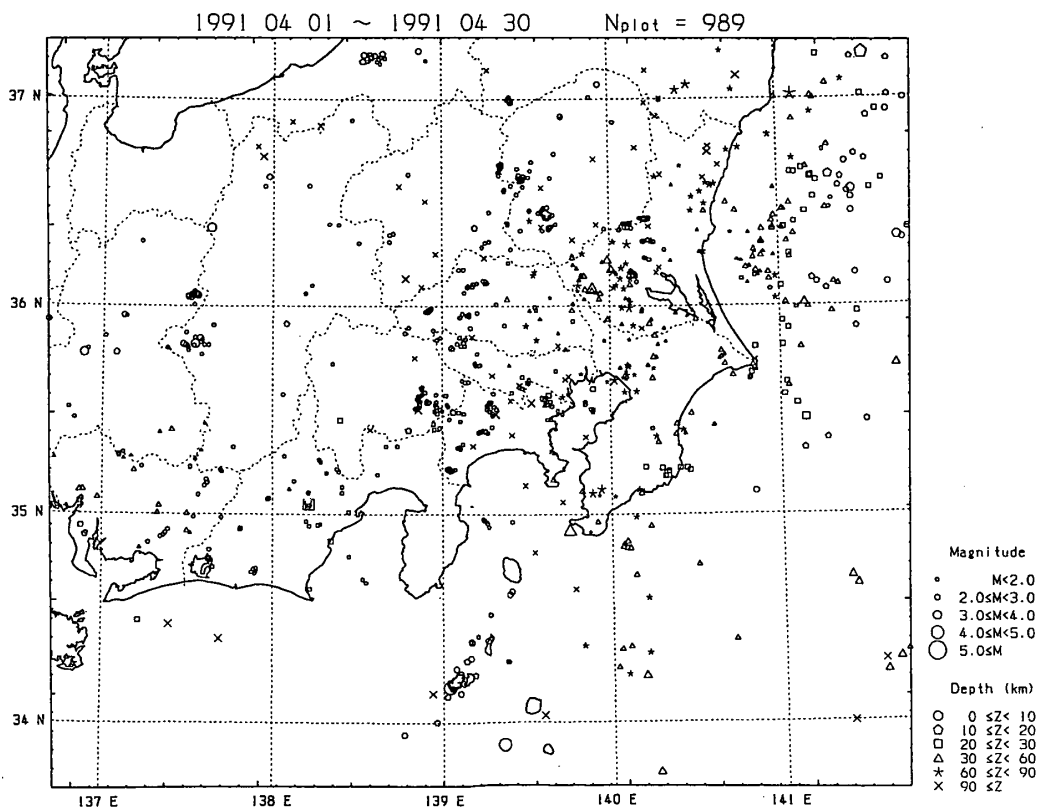 1991 04 01 ~ 1991 04 30 Nplot = 989
37 N
36 N
35 N
34 N
137 E
138 E
139 E
140 E
141 E
Magnitude
M<2.0
2.0≤M<3.0
3.0≤M<4.0
4.0≤M<5.0
5.0≤M
Depth (km)
0 ≤Z< 10
10 ≤Z< 20
20 ≤Z< 30
30 ≤Z< 60
60 ≤Z< 90
90 ≤Z